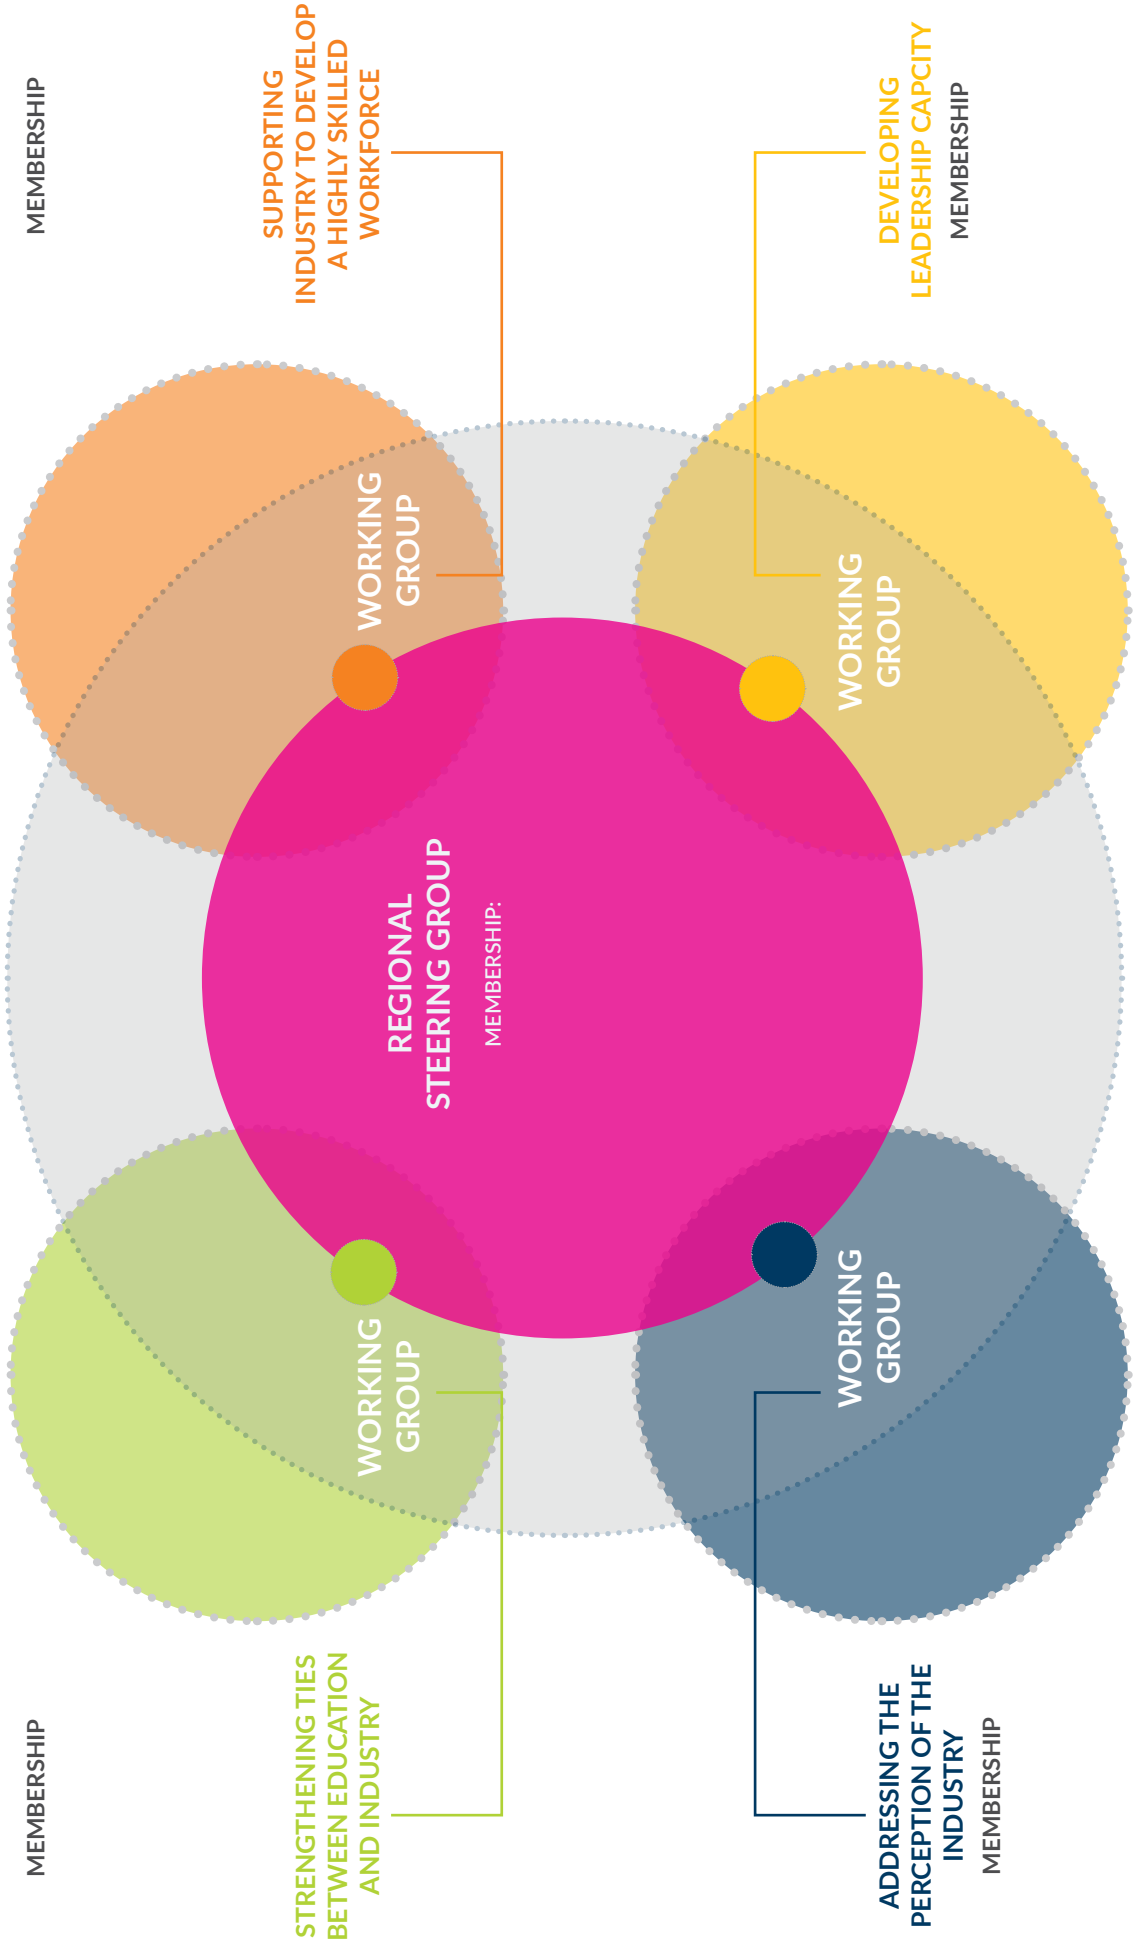 MEMBERSHIP
STRENGTHENING TIES
BETWEEN EDUCATION
AND INDUSTRY
WORKING
GROUP
MEMBERSHIP
SUPPORTING
INDUSTRY TO DEVELOP
A HIGHLY SKILLED
WORKFORCE
WORKING
GROUP
REGIONAL
STEERING GROUP
MEMBERSHIP:
WORKING
GROUP
ADDRESSING THE
PERCEPTION OF THE
INDUSTRY
MEMBERSHIP
WORKING
GROUP
DEVELOPING
LEADERSHIP CAPCITY
MEMBERSHIP